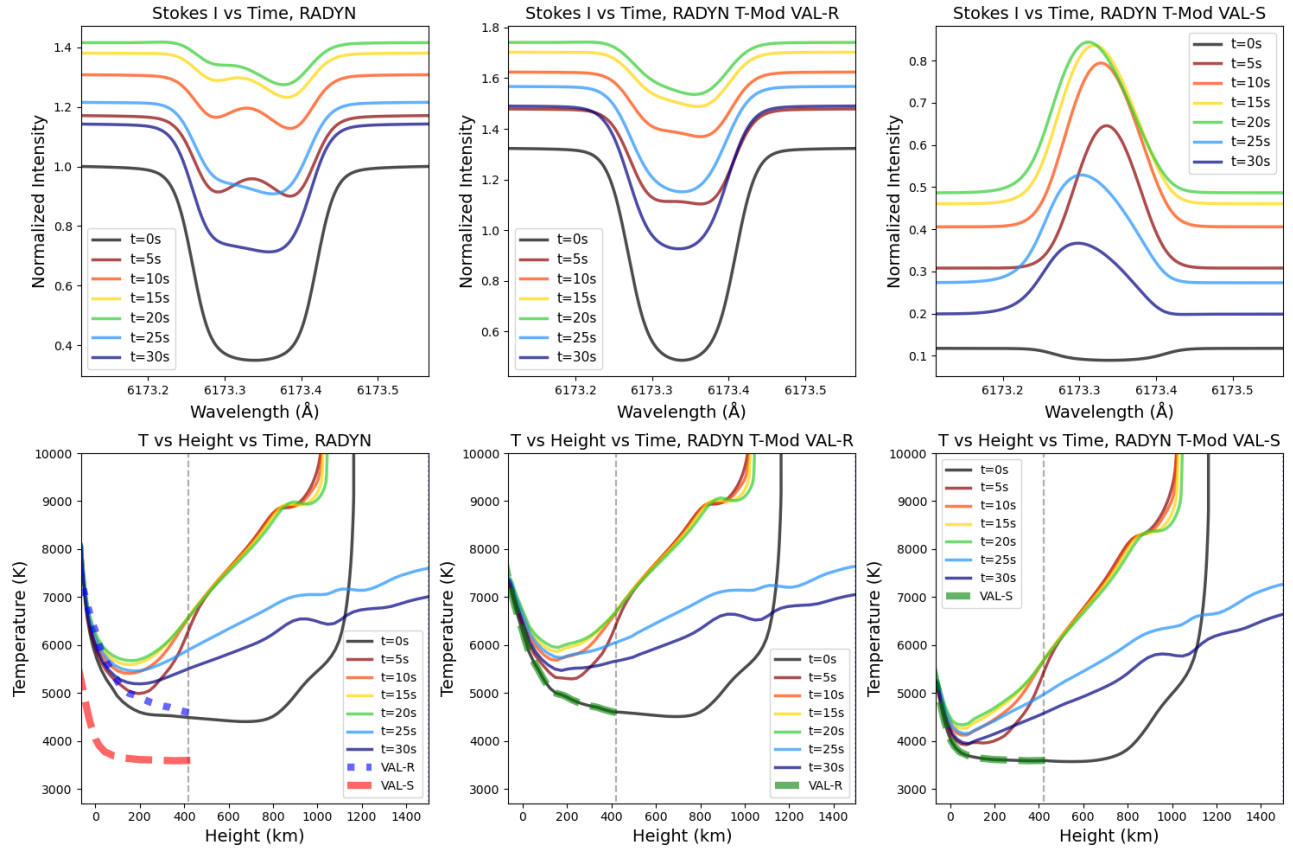 Stokes I vs Time, RADYN
Normalized Intensity
1.4
1.2
1.0
0.8
0.6
0.4
t=0s
t=5s
t=10s
t=15s
t=20s
t=25s
t=30s
6173.2
6173.3
6173.4
6173.5
Wavelength (Å)
Stokes I vs Time, RADYN T-Mod VAL-R
Normalized Intensity
1.8
1.6
1.4
1.2
1.0
0.8
0.6
t=0s
t=5s
t=10s
t=15s
t=20s
t=25s
t=30s
6173.2
6173.3
6173.4
6173.5
Wavelength (Å)
Stokes I vs Time, RADYN T-Mod VAL-S
Normalized Intensity
0.8
0.7
0.6
0.5
0.4
0.3
0.2
0.1
t=0s
t=5s
t=10s
t=15s
t=20s
t=25s
t=30s
6173.2
6173.3
6173.4
6173.5
Wavelength (Å)
T vs Height vs Time, RADYN
Temperature (K)
10000
9000
8000
7000
6000
5000
4000
3000
t=0s
t=5s
t=10s
t=15s
t=20s
t=25s
t=30s
VAL-R
VAL-S
0
200
400
600
800
1000
1200
1400
Height (km)
T vs Height vs Time, RADYN T-Mod VAL-R
Temperature (K)
10000
9000
8000
7000
6000
5000
4000
3000
t=0s
t=5s
t=10s
t=15s
t=20s
t=25s
t=30s
VAL-R
0
200
400
600
800
1000
1200
1400
Height (km)
T vs Height vs Time, RADYN T-Mod VAL-S
Temperature (K)
10000
9000
8000
7000
6000
5000
4000
3000
t=0s
t=5s
t=10s
t=15s
t=20s
t=25s
t=30s
VAL-S
0
200
400
600
800
1000
1200
1400
Height (km)